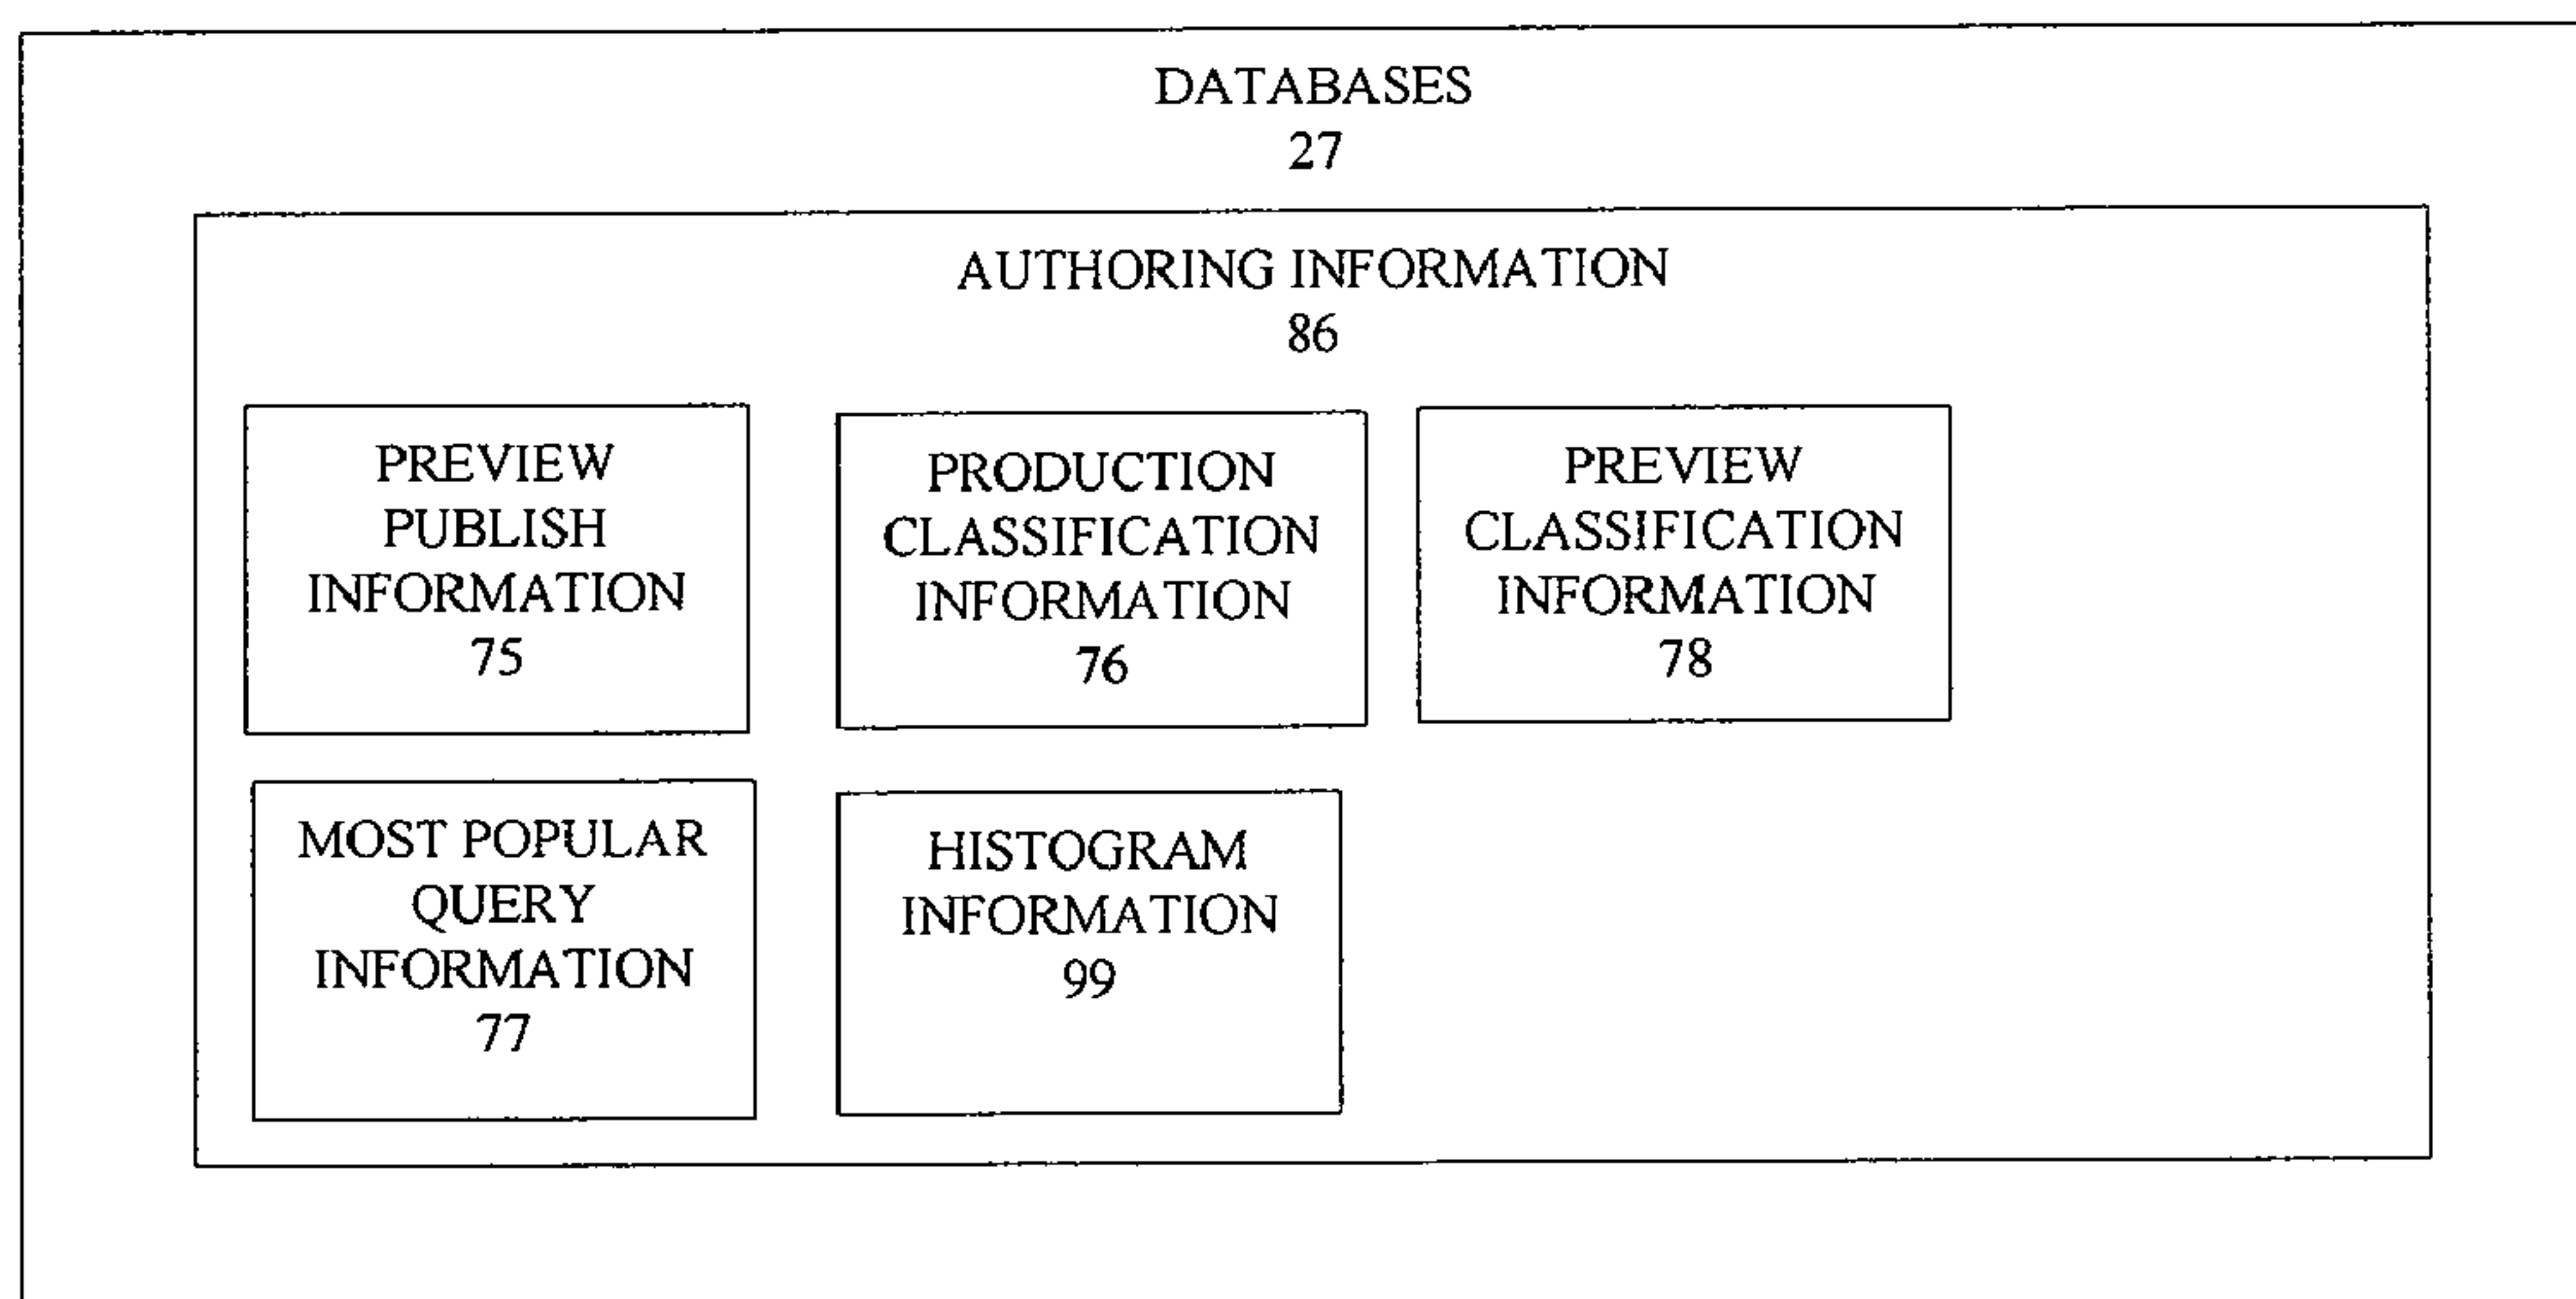 DATABASES
27
AUTHORING INFORMATION
86
PREVIEW
PUBLISH
INFORMATION
75
PRODUCTION
CLASSIFICATION
INFORMATION
76
PREVIEW
CLASSIFICATION
INFORMATION
78
MOST POPULAR
QUERY
INFORMATION
77
HISTOGRAM
INFORMATION
99